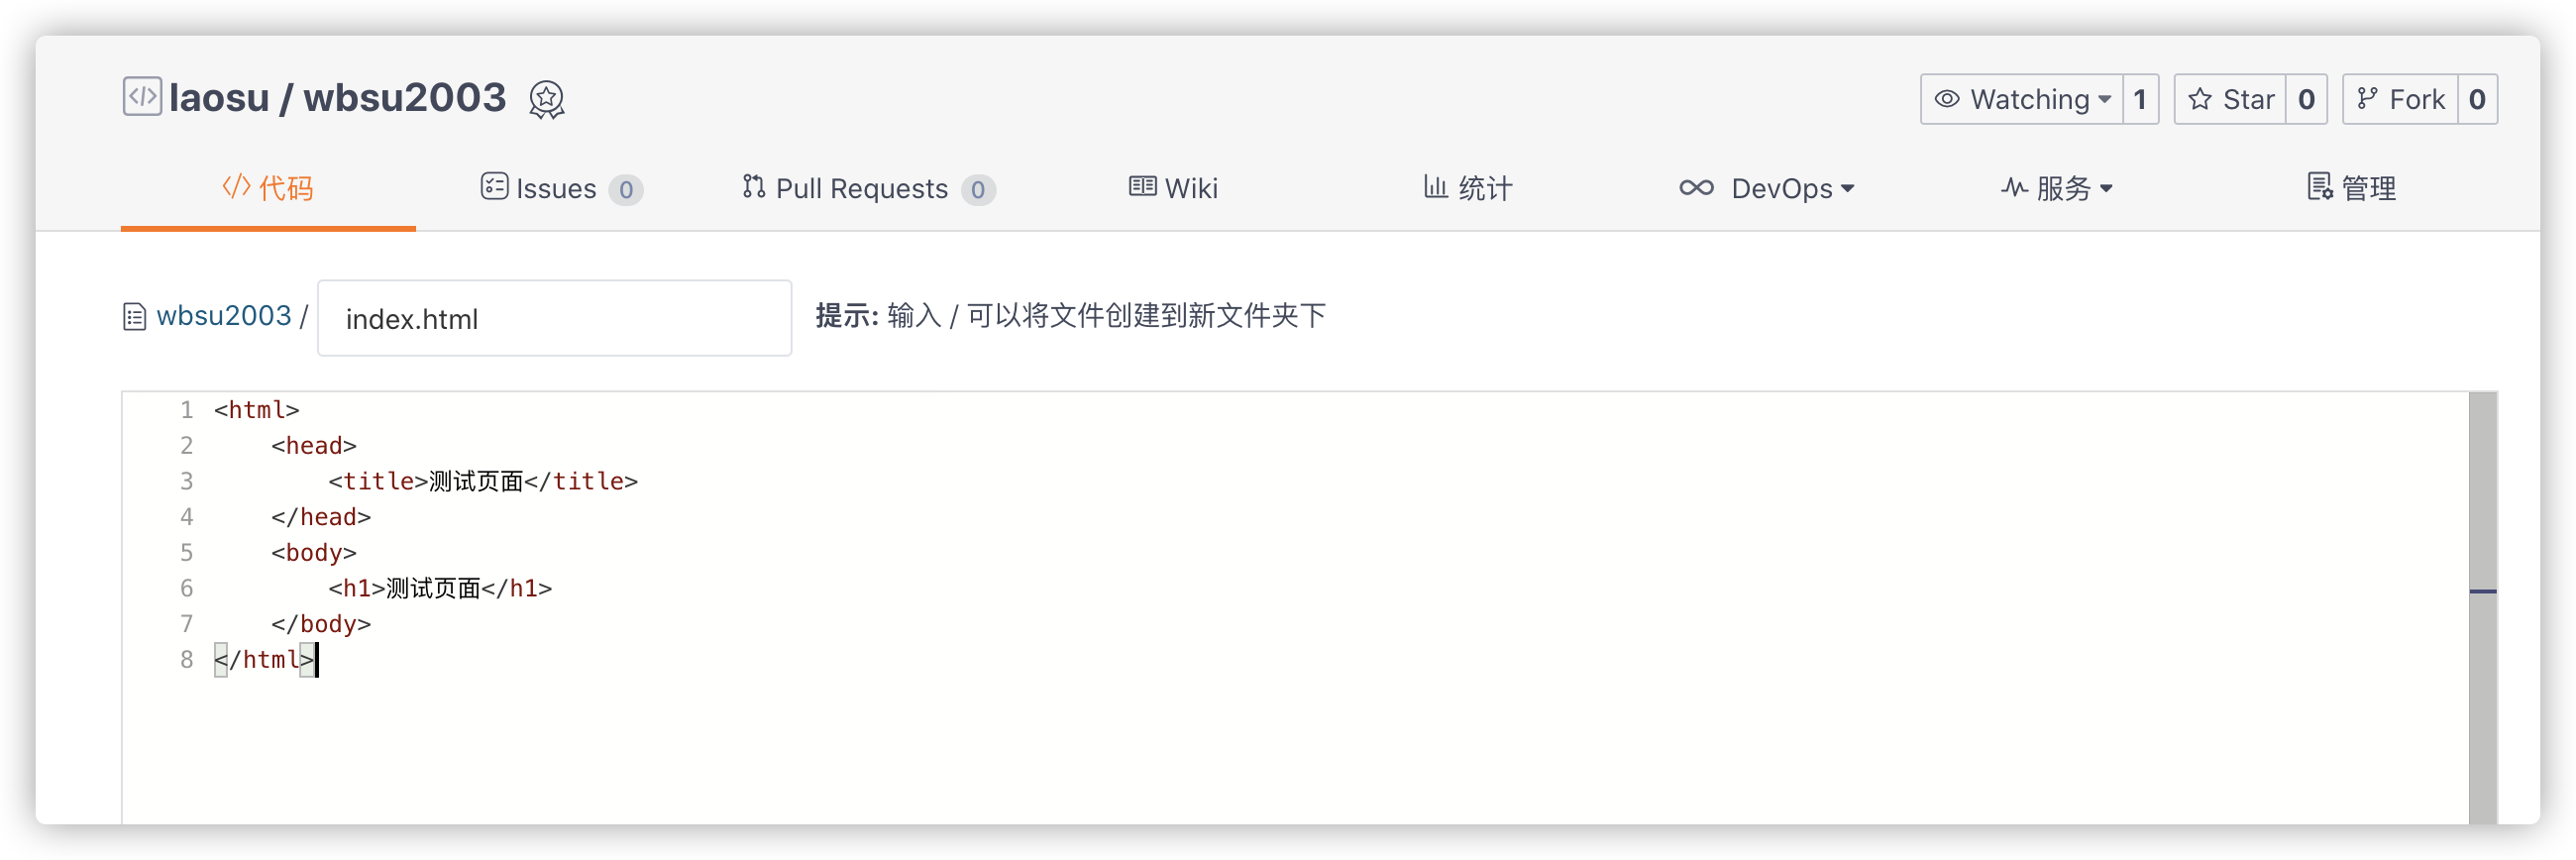 laosu / wbsu2003
Watching 1 Star 0 Fork 0
代码 Issues 0 Pull Requests 0 Wiki 统计 DevOps 服务 管理
wbsu2003 / index.html 提示: 输入 / 可以将文件创建到新文件夹下
1 <html>
2     <head>
3         <title>测试页面</title>
4     </head>
5     <body>
6         <h1>测试页面</h1>
7     </body>
8 </html>